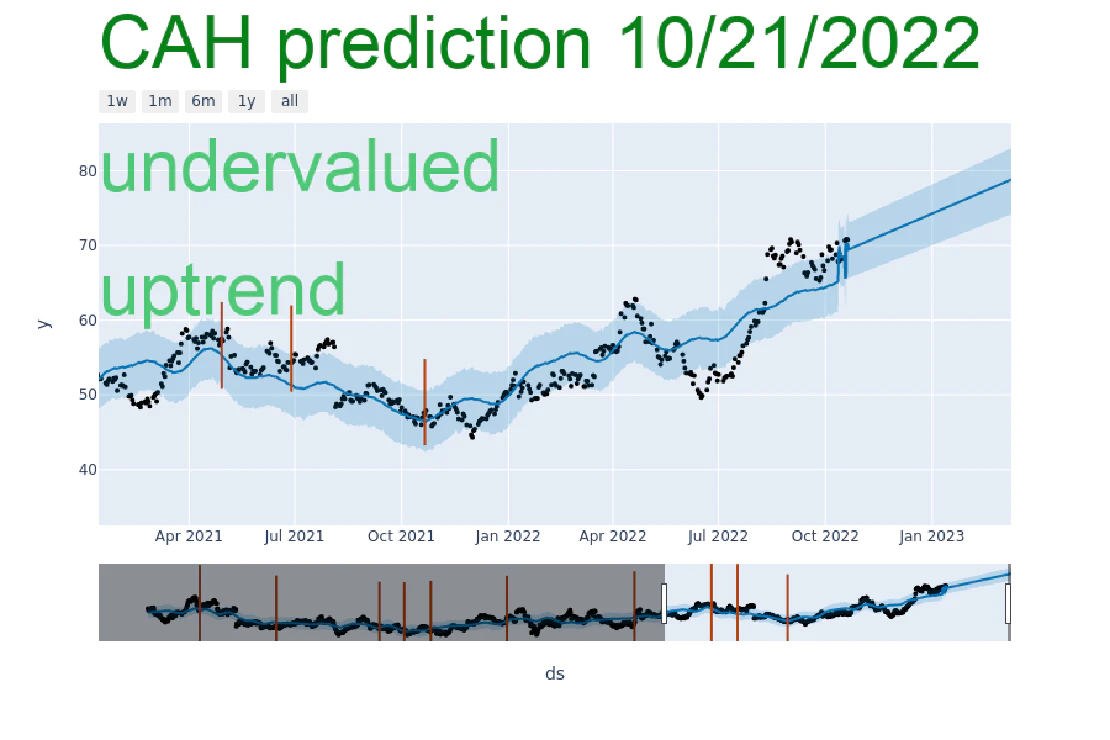 CAH prediction 10/21/2022
1w 1m 6m 1y all
undervalued
80
70
uptrend
60
y
50
40
Apr 2021 Jul 2021 Oct 2021 Jan 2022 Apr 2022 Jul 2022 Oct 2022 Jan 2023
ds